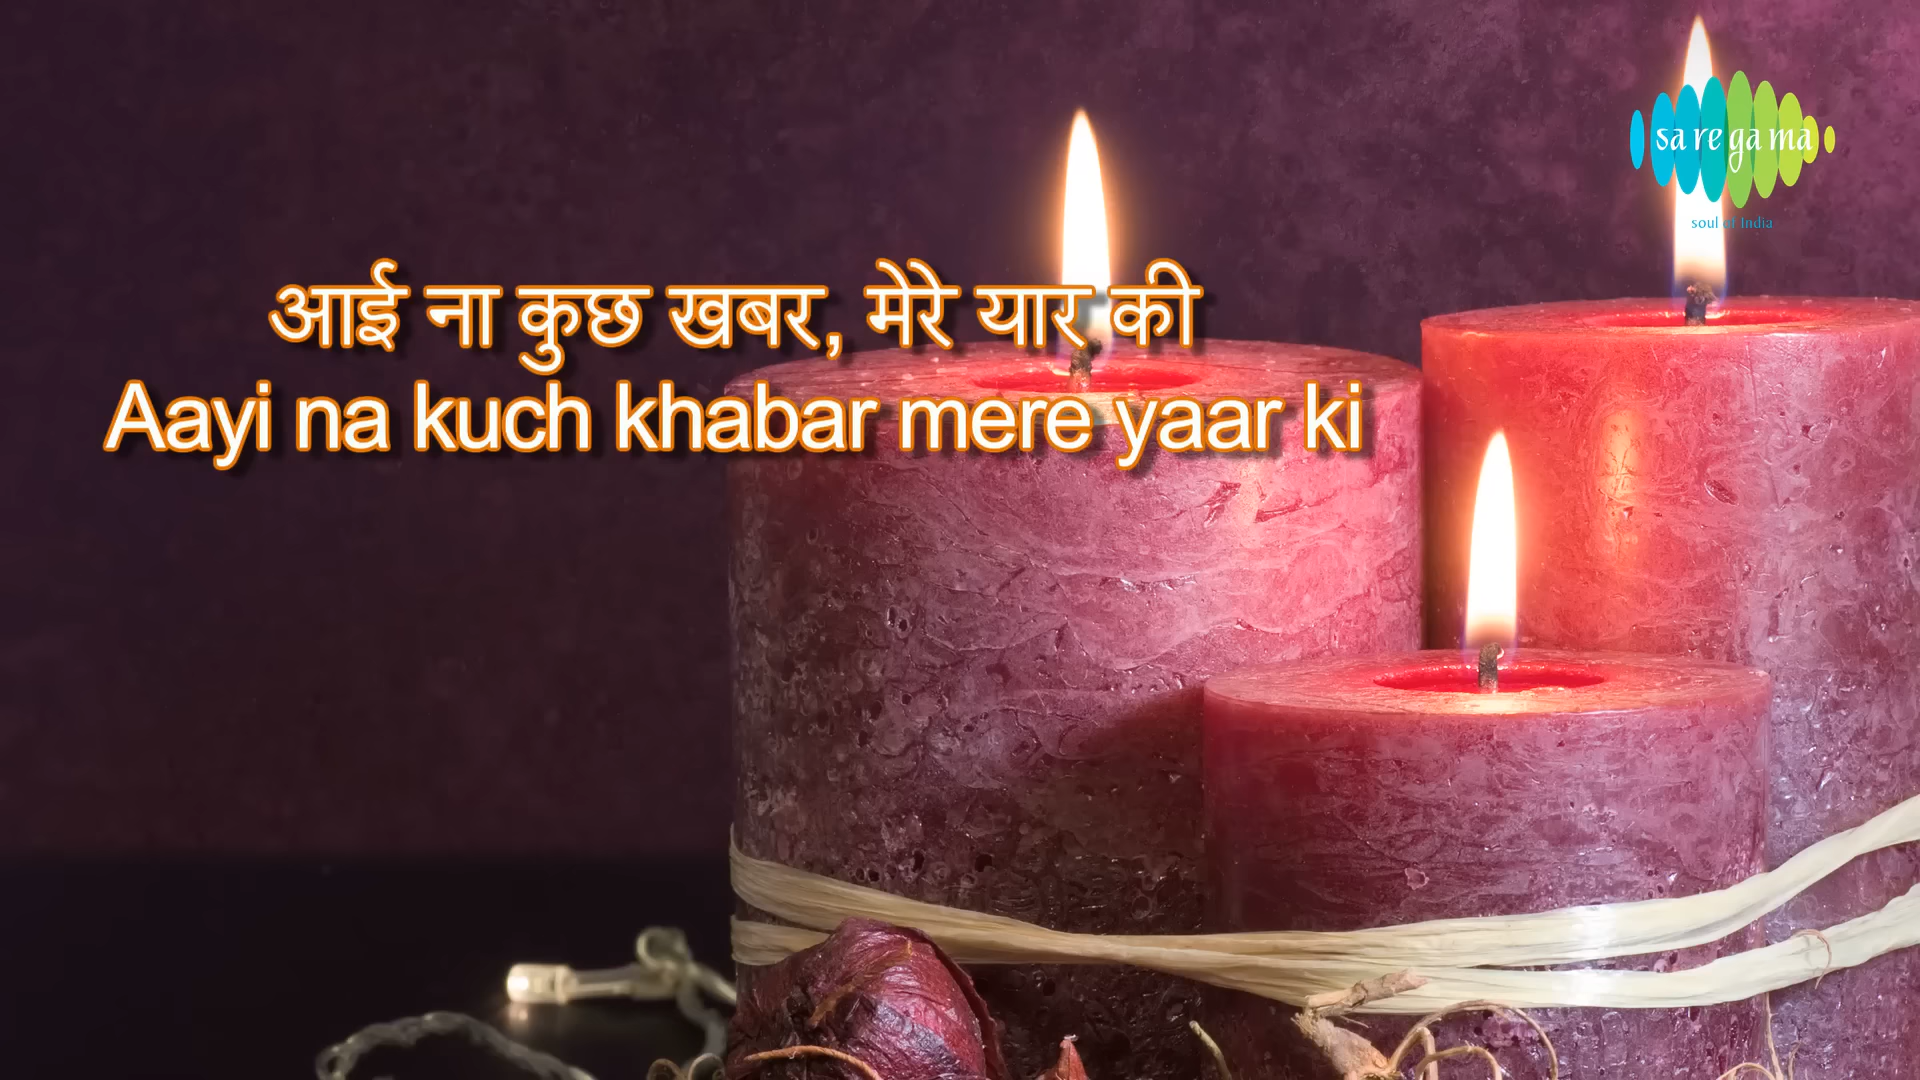 sa re ga ma
soul of India
आई ना कुछ खबर, मेरे यार की
Aayi na kuch khabar mere yaar ki